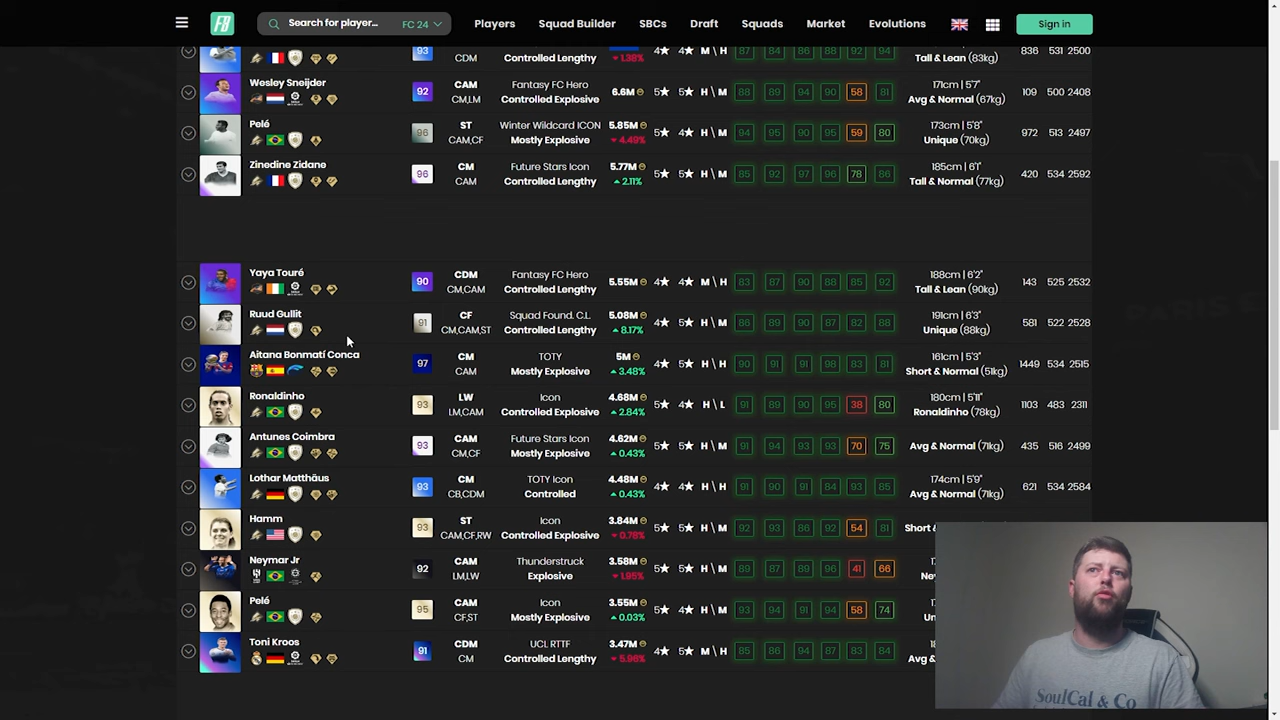 FB Search for player... FC 24 Players Squad Builder SBCs Draft Squads Market Evolutions Sign in
93 CDM Controlled Lengthy 1.38% 4★ 4★ M \ H 87 84 86 88 92 94 Tall & Lean (83kg) 836 531 2500
Wesley Sneijder 92 CAM CM,LM Fantasy FC Hero Controlled Explosive 6.6M 5★ 5★ H \ M 88 89 94 90 58 81 171cm | 5'7" Avg & Normal (67kg) 109 500 2408
Pelé 96 ST CAM,CF Winter Wildcard ICON Mostly Explosive 5.85M 4.49% 5★ 4★ H \ M 94 95 90 95 59 80 173cm | 5'8" Unique (70kg) 972 513 2497
Zinedine Zidane 96 CM CAM Future Stars Icon Controlled Lengthy 5.77M 2.11% 5★ 5★ H \ M 85 92 97 96 78 86 185cm | 6'1" Tall & Normal (77kg) 420 534 2592
Yaya Touré 90 CDM CM,CAM Fantasy FC Hero Controlled Lengthy 5.55M 4★ 4★ H \ H 83 87 90 88 85 92 188cm | 6'2" Tall & Lean (90kg) 143 525 2532
Ruud Gullit 91 CF CM,CAM,ST Squad Found. C.L. Controlled Lengthy 5.08M 8.17% 4★ 5★ H \ H 86 89 90 87 82 88 191cm | 6'3" Unique (88kg) 581 522 2528
Aitana Bonmatí Conca 97 CM CAM TOTY Controlled Explosive 5M 3.48% 4★ 5★ H \ H 90 91 91 98 83 81 161cm | 5'3" Short & Normal (51kg) 1449 534 2515
Ronaldinho 93 LW LM,CAM Icon Controlled Explosive 4.68M 2.84% 5★ 4★ H \ L 91 89 90 95 38 80 180cm | 5'11" Ronaldinho (78kg) 1103 483 2311
Antunes Coimbra 93 CAM CM,CF Future Stars Icon Mostly Explosive 4.62M 0.43% 5★ 5★ H \ M 91 94 93 93 70 75 Avg & Normal (71kg) 435 516 2499
Lothar Matthäus 93 CM CB,CDM TOTY Icon Controlled 4.48M 0.43% 4★ 5★ H \ H 91 90 91 84 93 85 174cm | 5'9" Avg & Normal (71kg) 621 534 2584
Hamm 93 ST CAM,CF,RW Icon Controlled Explosive 3.84M 0.78% 5★ 5★ H \ M 92 93 86 92 54 81 Short &
Neymar Jr 92 CAM LM,LW Thunderstruck Explosive 3.58M 1.95% 5★ 5★ H \ M 89 87 89 96 41 66
Pelé 95 CAM CF,ST Icon Mostly Explosive 3.55M 0.03% 5★ 4★ H \ M 93 94 91 94 58 74
Toni Kroos 91 CDM CM UCL RTTF Controlled Lengthy 3.47M 5.96% 4★ 5★ M \ H 85 86 94 87 83 84
SoulCal & Co